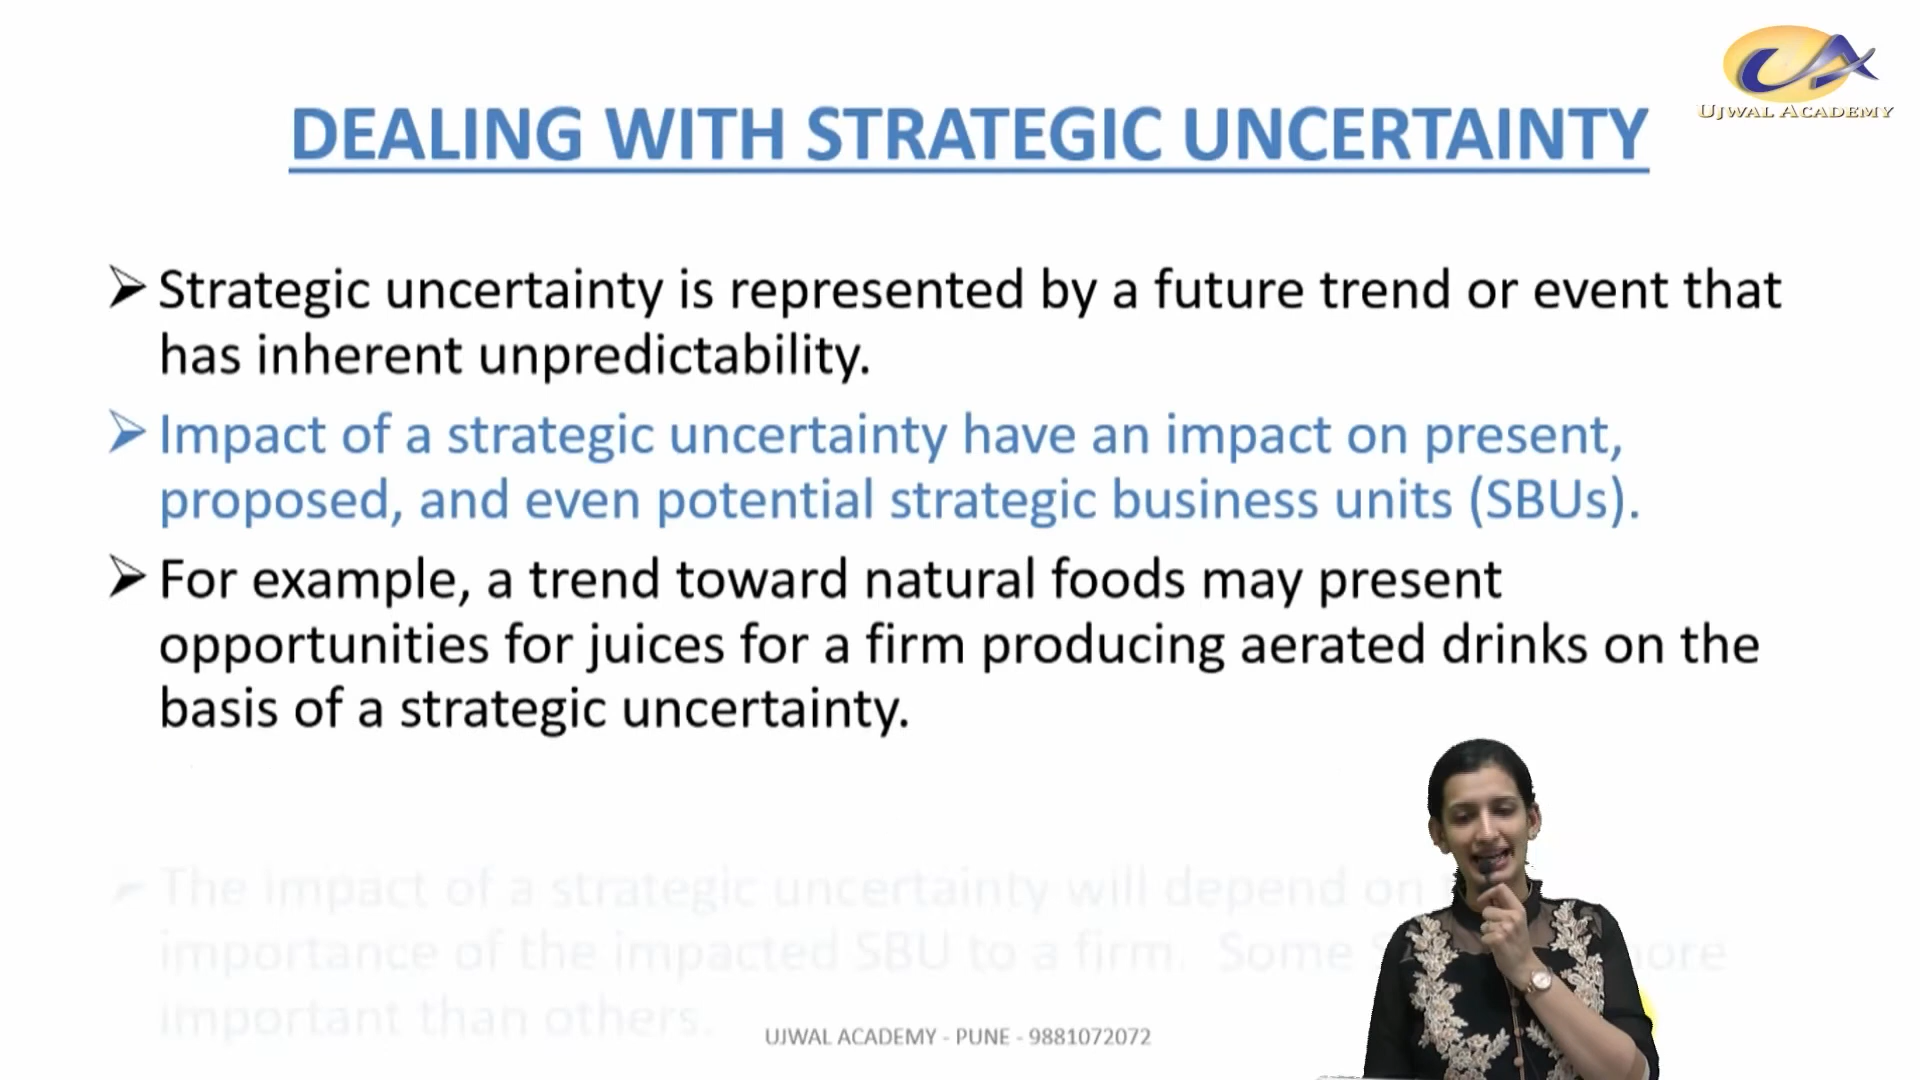 UJWAL ACADEMY
DEALING WITH STRATEGIC UNCERTAINTY
Strategic uncertainty is represented by a future trend or event that
has inherent unpredictability.
Impact of a strategic uncertainty have an impact on present,
proposed, and even potential strategic business units (SBUs).
For example, a trend toward natural foods may present
opportunities for juices for a firm producing aerated drinks on the
basis of a strategic uncertainty.
The impact of a strategic uncertainty will depend on
importance of the impacted SBU to a firm. Some
important than others.
UJWAL ACADEMY - PUNE - 9881072072